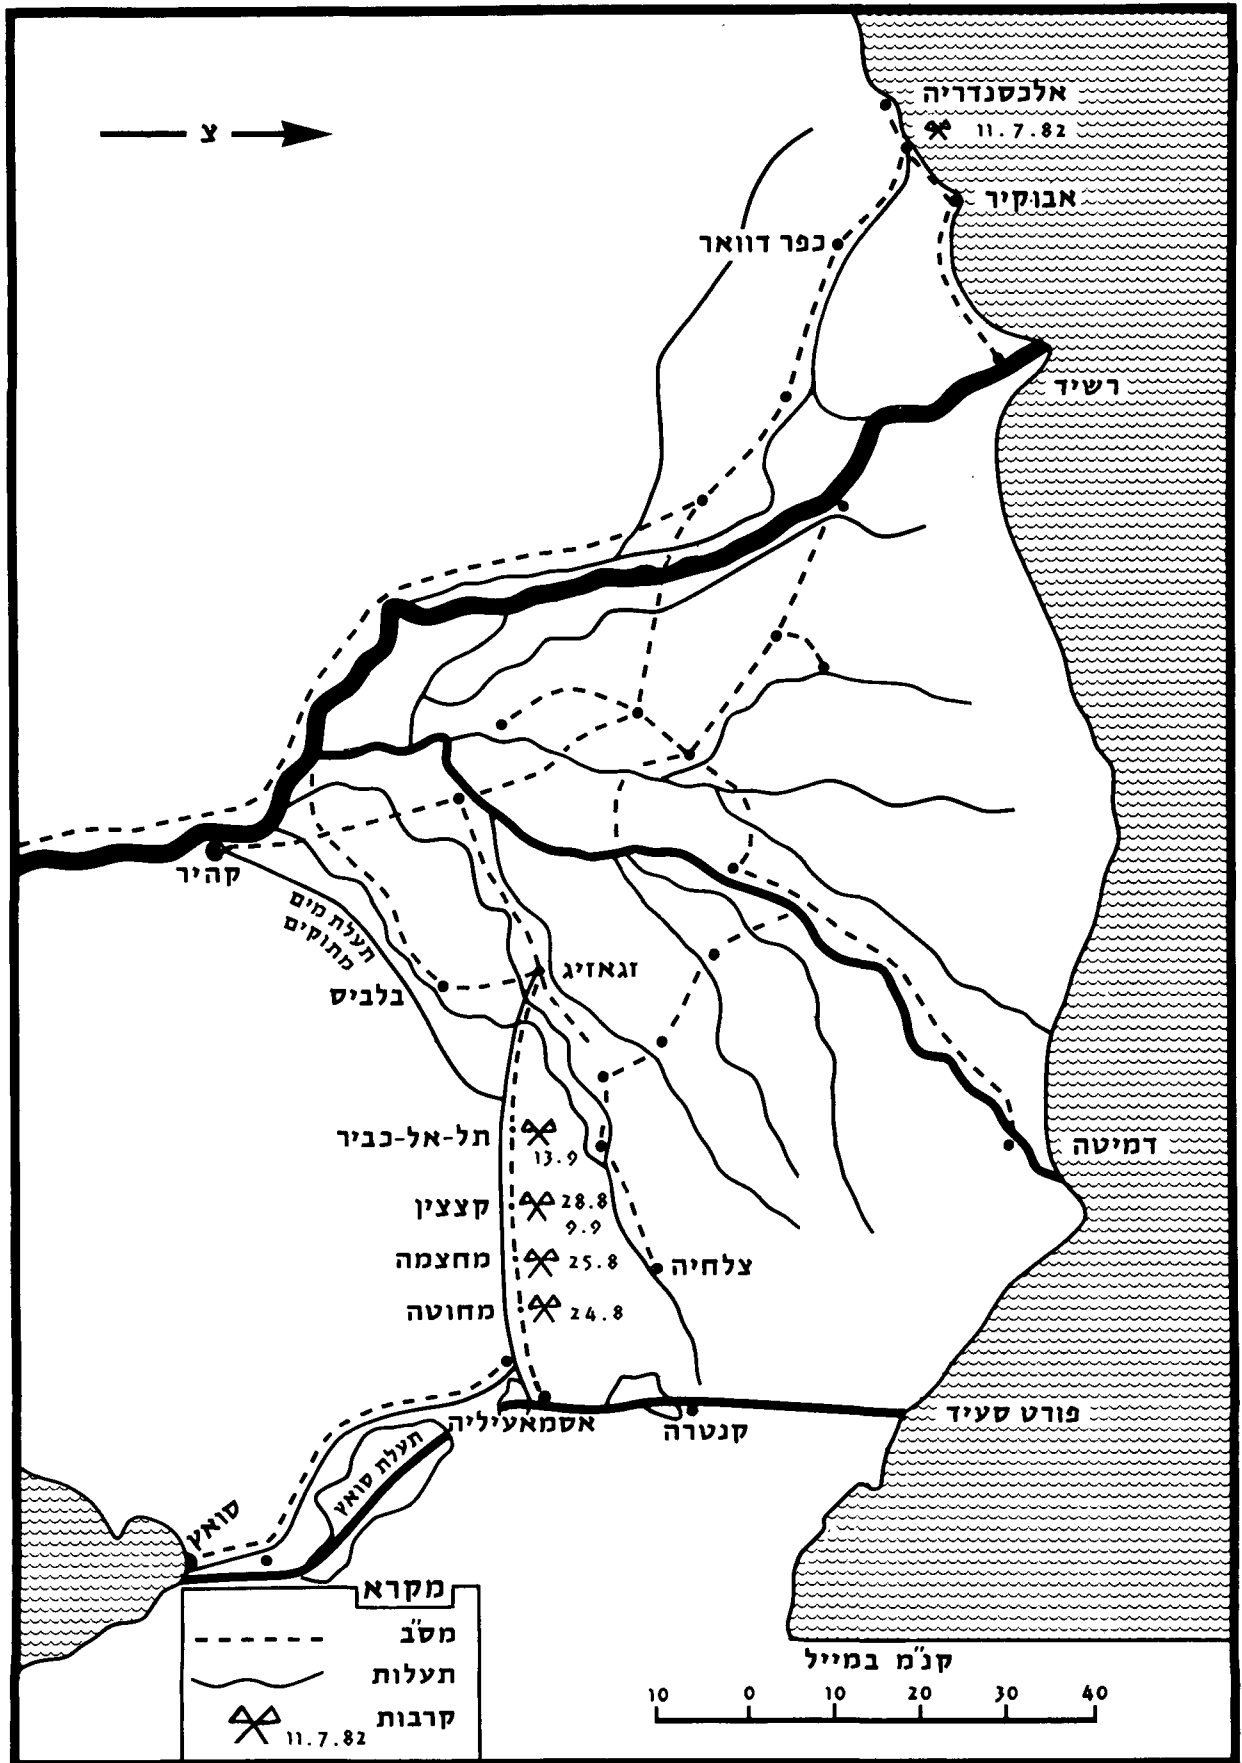 צ
אלכסנדריה
11.7.82
אבוקיר
כפר דוואר
רשיד
קהיר
תעלת מים
מתוקים
בלביס
זגאזיג
תל-אל-כביר
13.9
דמיטה
קצצין
28.8
9.9
מחצמה
25.8
צלחיה
מחוטה
24.8
אסמאעיליה
קנטרה
פורט סעיד
תעלת סואץ
סואץ
מקרא
מס"ב
תעלות
קרבות
11.7.82
קנ"מ במייל
10 0 10 20 30 40